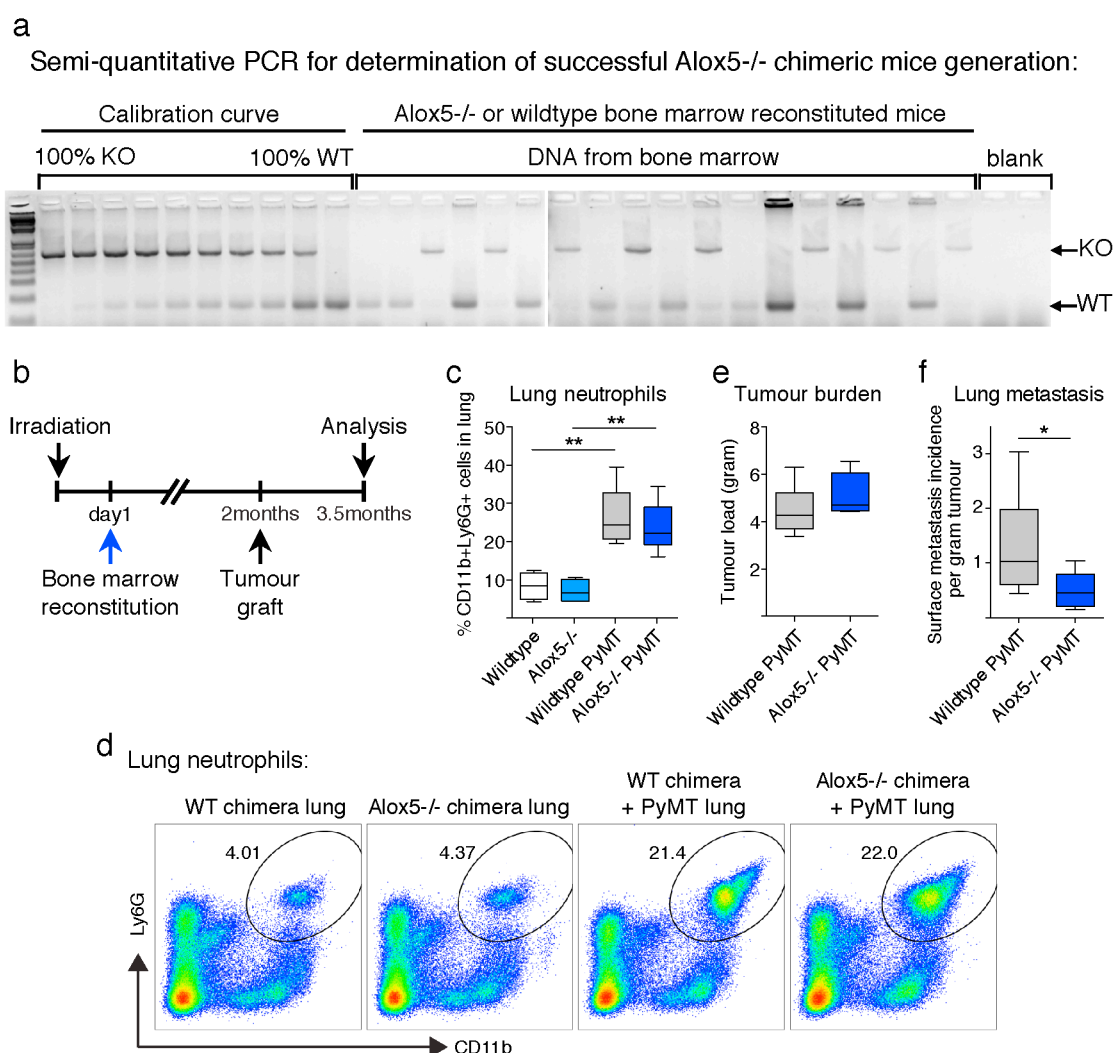 a
Semi-quantitative PCR for determination of successful Alox5-/- chimeric mice generation:
Calibration curve
Alox5-/- or wildtype bone marrow reconstituted mice
100% KO
100% WT
DNA from bone marrow
blank
KO
WT
b
Irradiation
Analysis
day1
2months
3.5months
Bone marrow
reconstitution
Tumour
graft
c
Lung neutrophils
% CD11b+Ly6G+ cells in lung
50
40
30
20
10
**
**
Wildtype
Alox5-/-
Wildtype PyMT
Alox5-/- PyMT
e
Tumour burden
Tumour load (gram)
8
6
4
2
Wildtype PyMT
Alox5-/- PyMT
f
Lung metastasis
Surface metastasis incidence
per gram tumour
3
2
1
*
Wildtype PyMT
Alox5-/- PyMT
d
Lung neutrophils:
WT chimera lung
Alox5-/- chimera lung
WT chimera
+ PyMT lung
Alox5-/- chimera
+ PyMT lung
4.01
4.37
21.4
22.0
Ly6G
CD11b